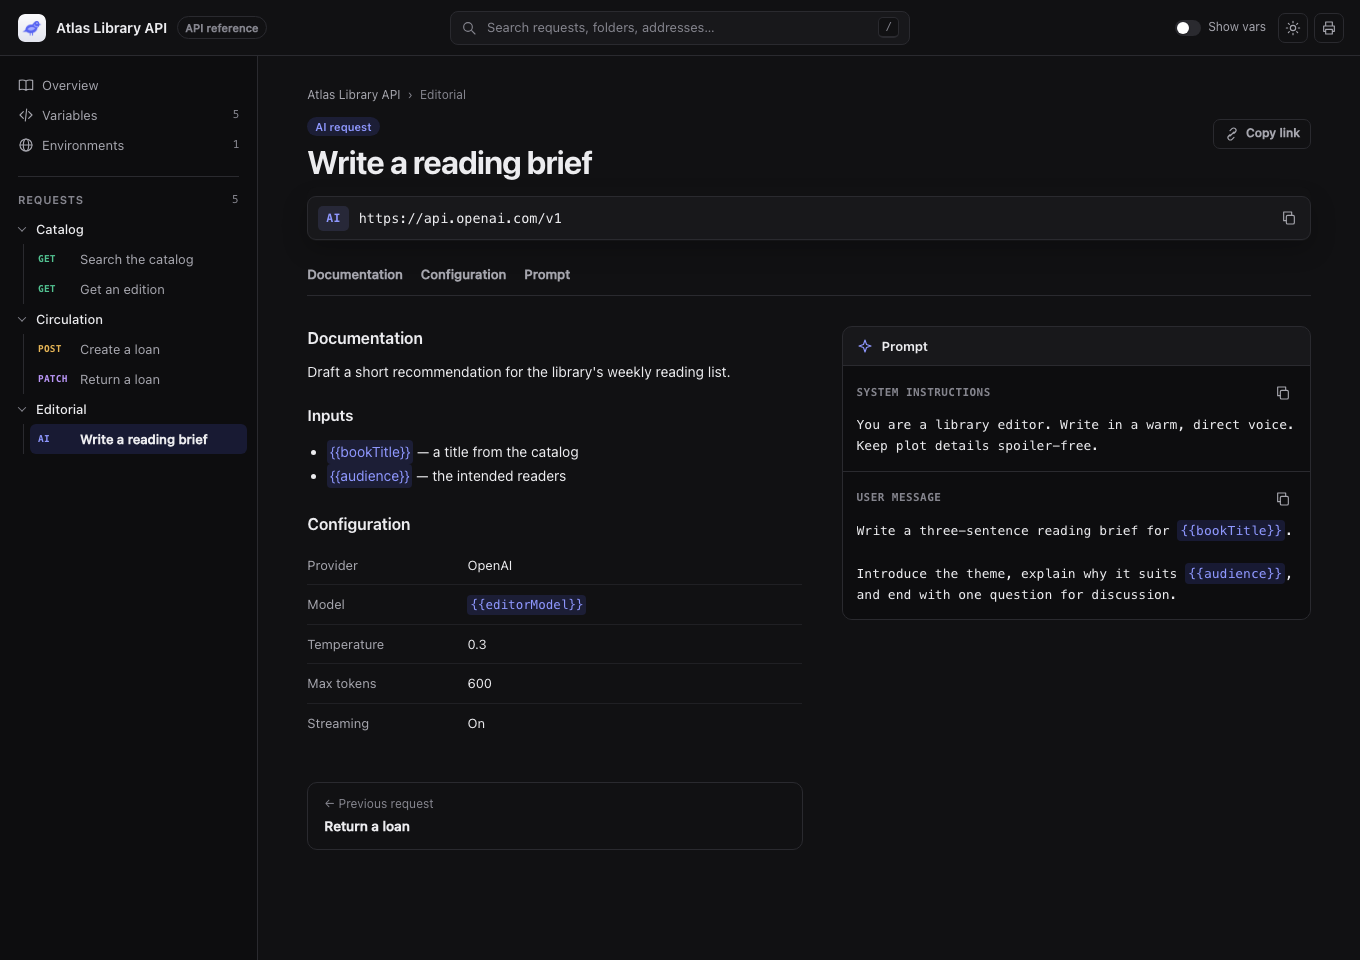 Atlas Library API
API reference
Search requests, folders, addresses...
/
Show vars
Overview
Variables 5
Environments 1
REQUESTS 5
Catalog
GET Search the catalog
GET Get an edition
Circulation
POST Create a loan
PATCH Return a loan
Editorial
AI Write a reading brief
Atlas Library API › Editorial
AI request
Write a reading brief
Copy link
AI https://api.openai.com/v1
Documentation Configuration Prompt
Documentation
Draft a short recommendation for the library's weekly reading list.
Inputs
• {{bookTitle}} — a title from the catalog
• {{audience}} — the intended readers
Configuration
Provider OpenAI
Model {{editorModel}}
Temperature 0.3
Max tokens 600
Streaming On
← Previous request
Return a loan
Prompt
SYSTEM INSTRUCTIONS
You are a library editor. Write in a warm, direct voice.
Keep plot details spoiler-free.
USER MESSAGE
Write a three-sentence reading brief for {{bookTitle}}.
Introduce the theme, explain why it suits {{audience}},
and end with one question for discussion.